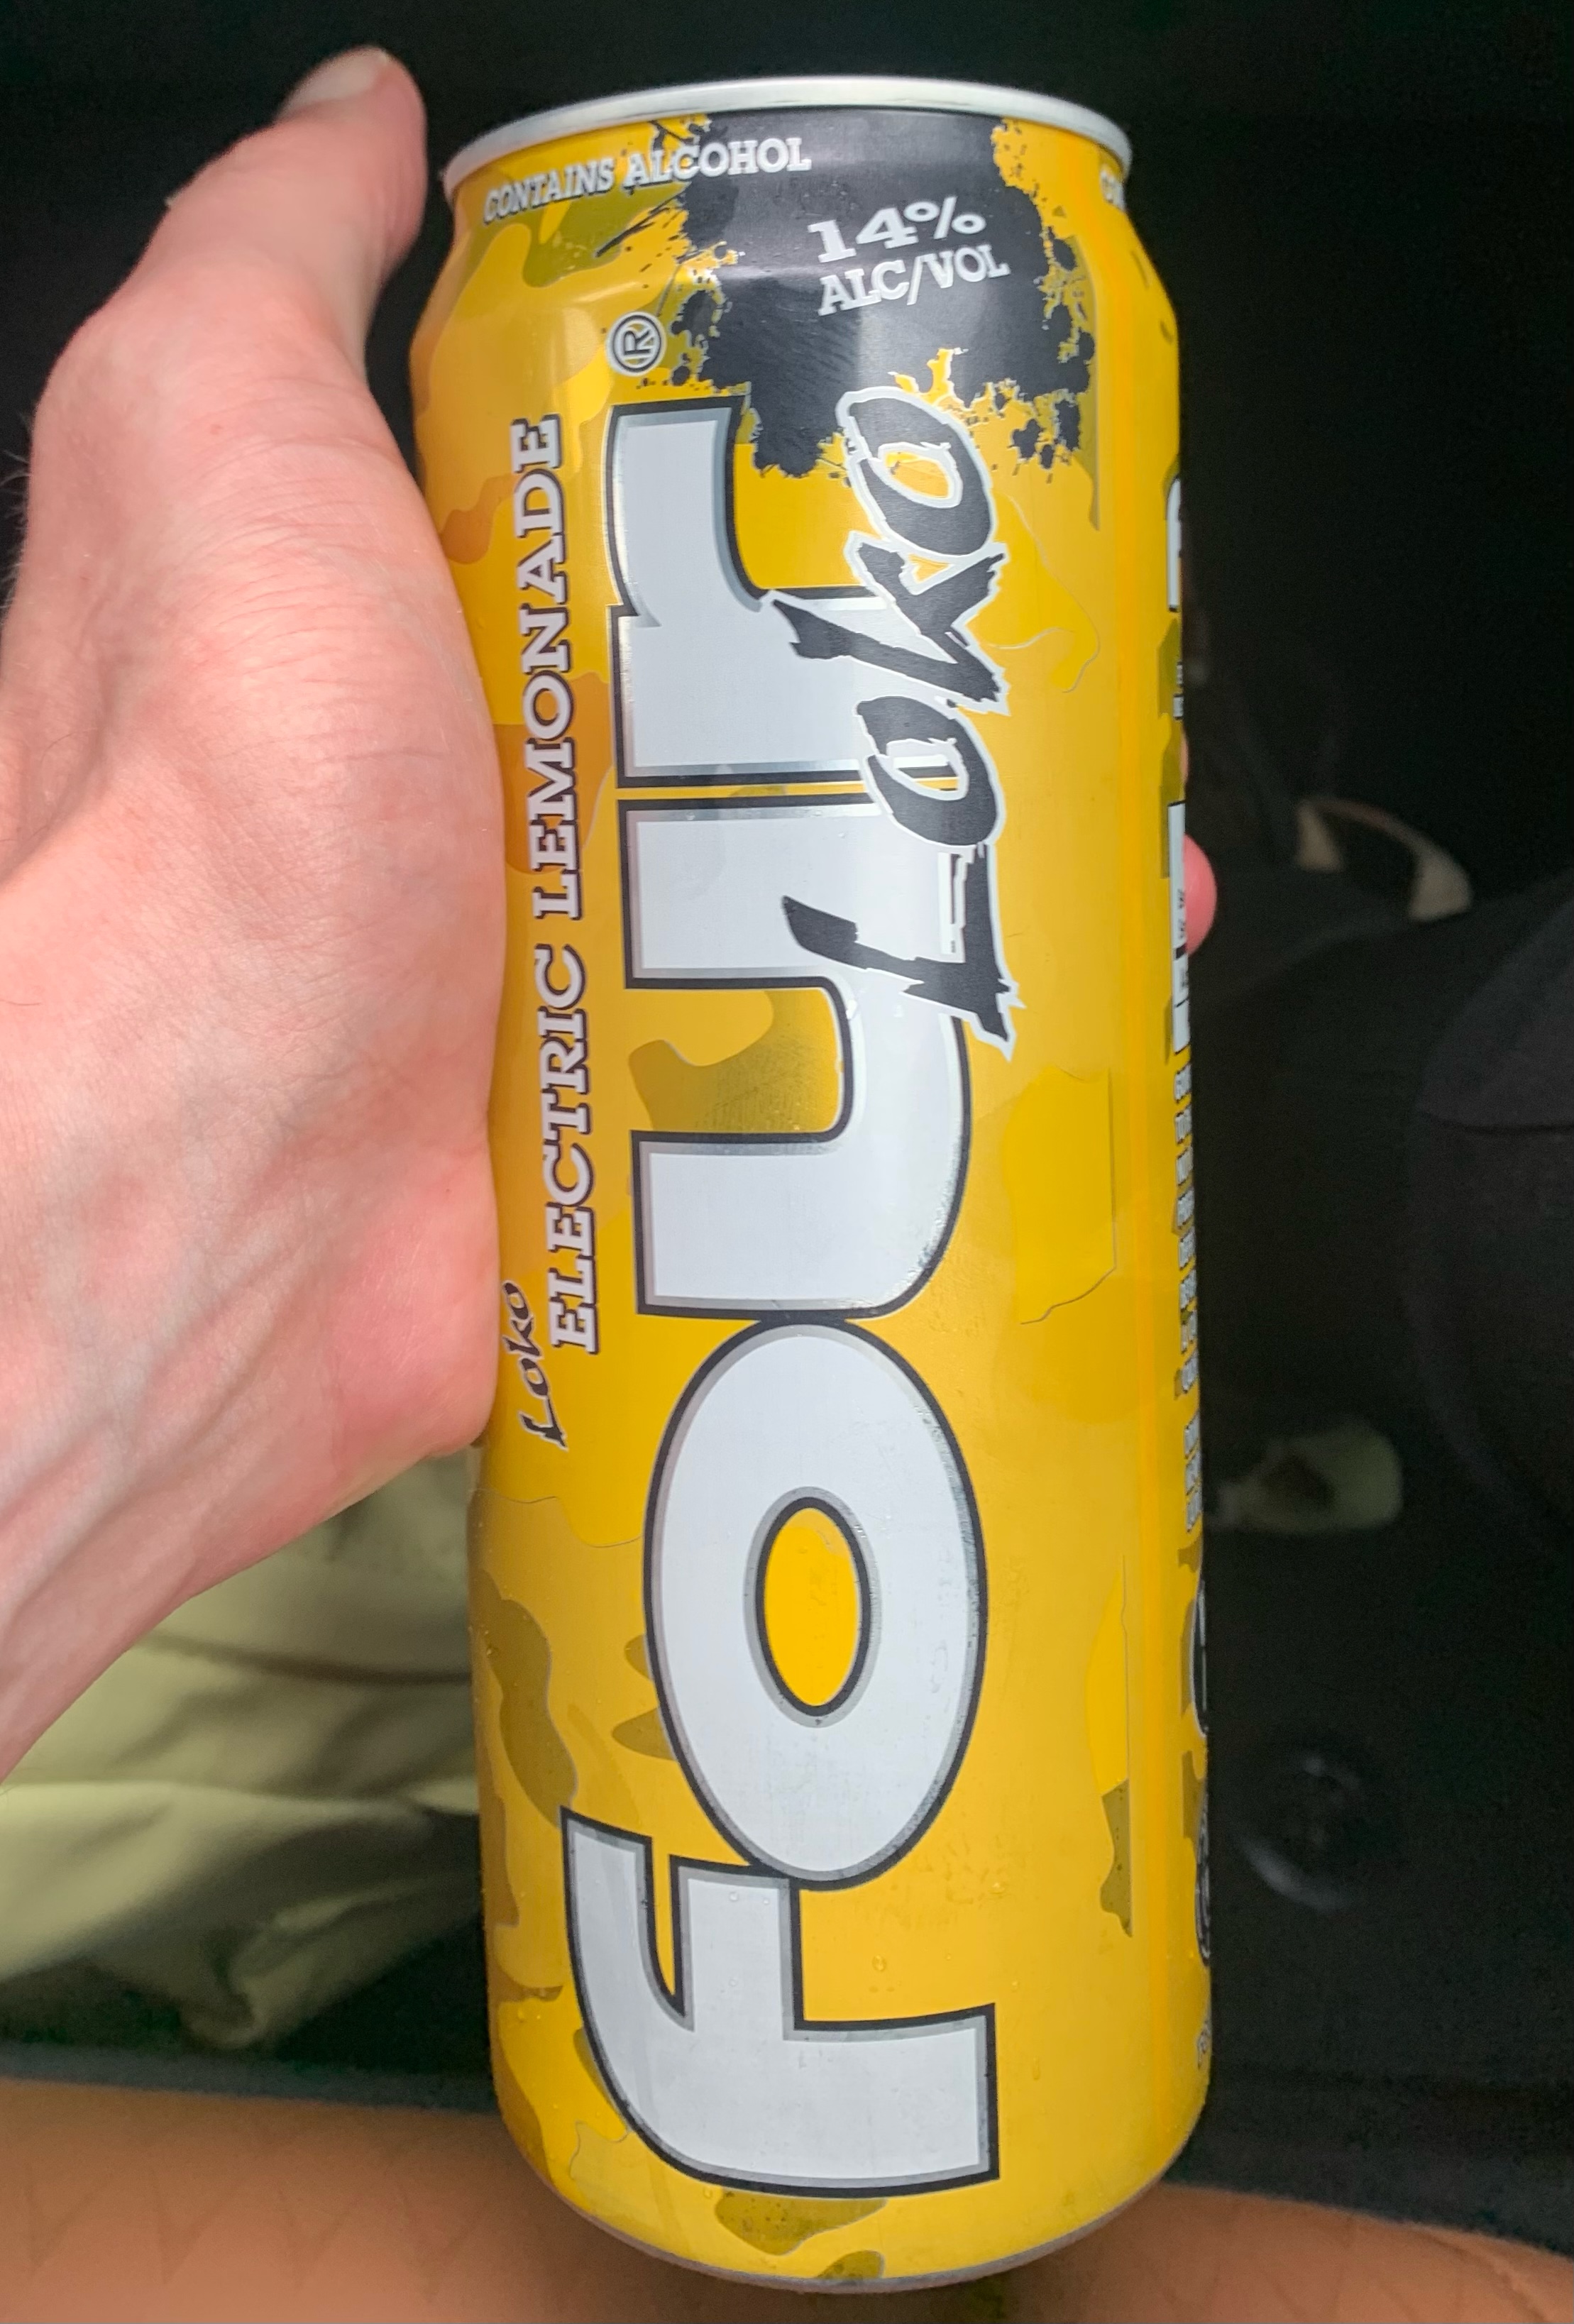 CONTAINS ALCOHOL
14%
ALC/VOL
four
Loko
®
Loko
ELECTRIC LEMONADE